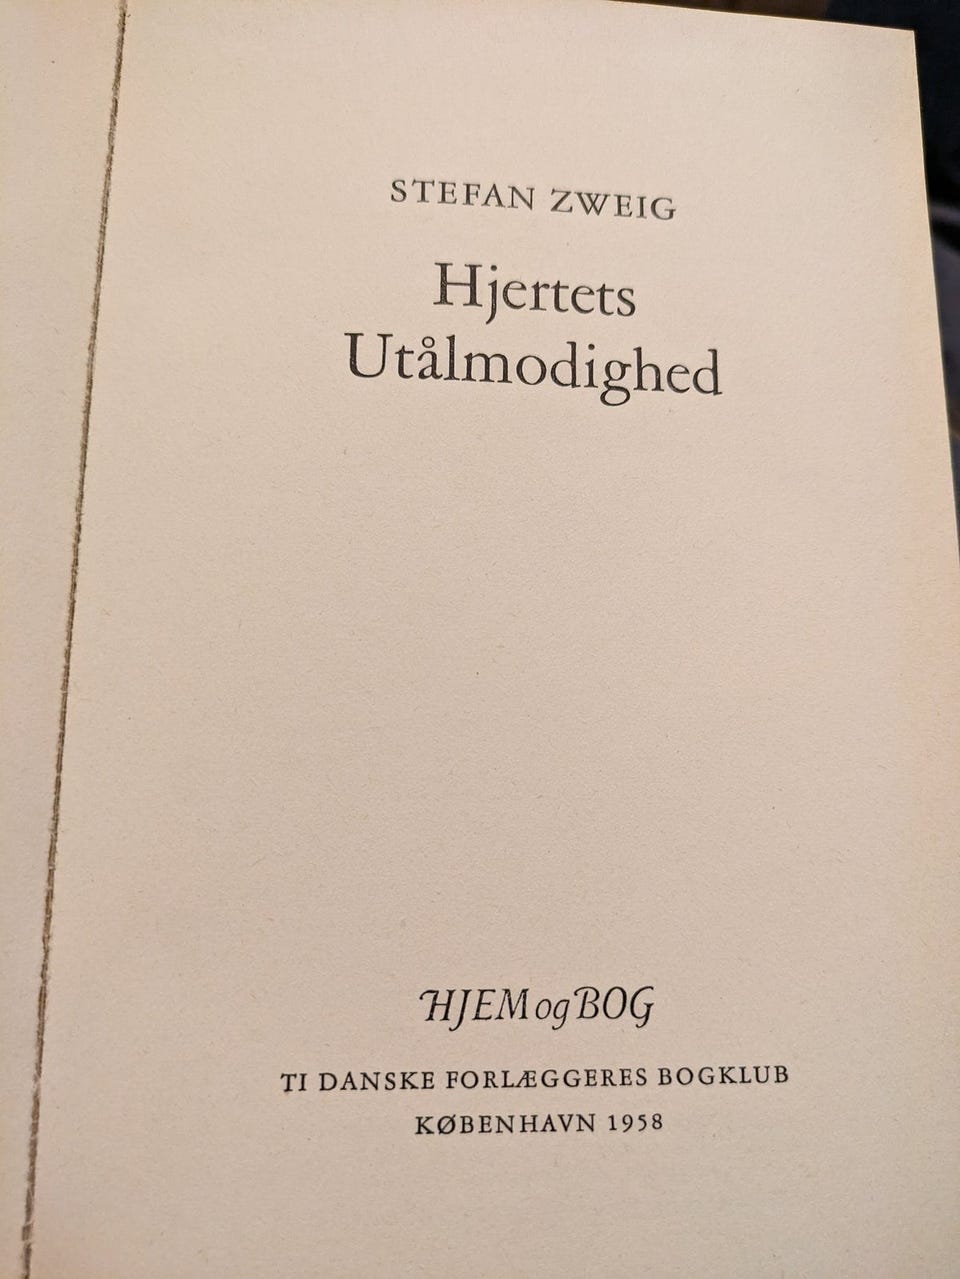 STEFAN ZWEIG
Hjertets
Utålmodighed
HJEM og BOG
TI DANSKE FORLÆGGERES BOGKLUB
KØBENHAVN 1958